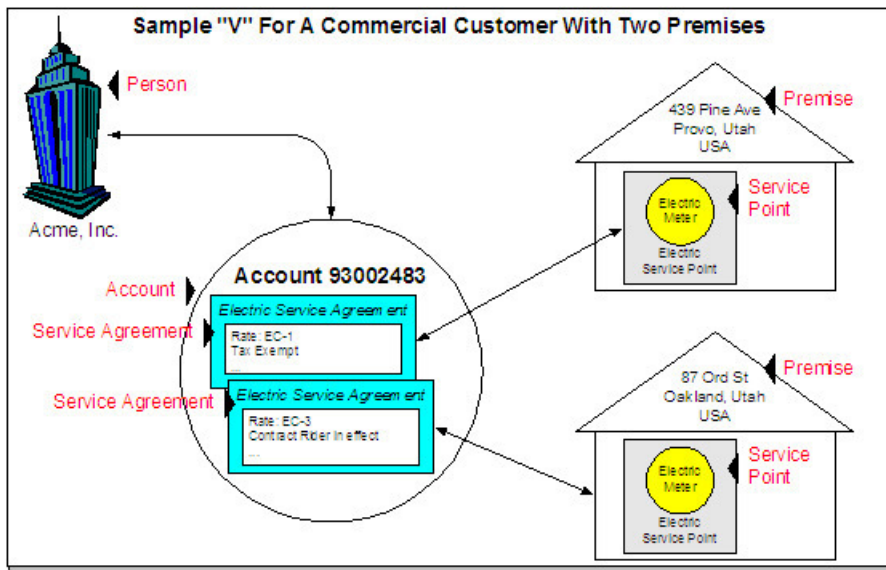 Sample "V" For A Commercial Customer With Two Premises
Person
Acme, Inc.
Account 93002483
Account
Electric Service Agreement
Service Agreement
Rate: EC-1
Tax Exempt
...
Electric Service Agreement
Service Agreement
Rate: EC-3
Contract Rider in effect
...
Premise
439 Pine Ave
Provo, Utah
USA
Service
Point
Electric
Meter
Electric
Service Point
Premise
87 Ord St
Oakland, Utah
USA
Service
Point
Electric
Meter
Electric
Service Point